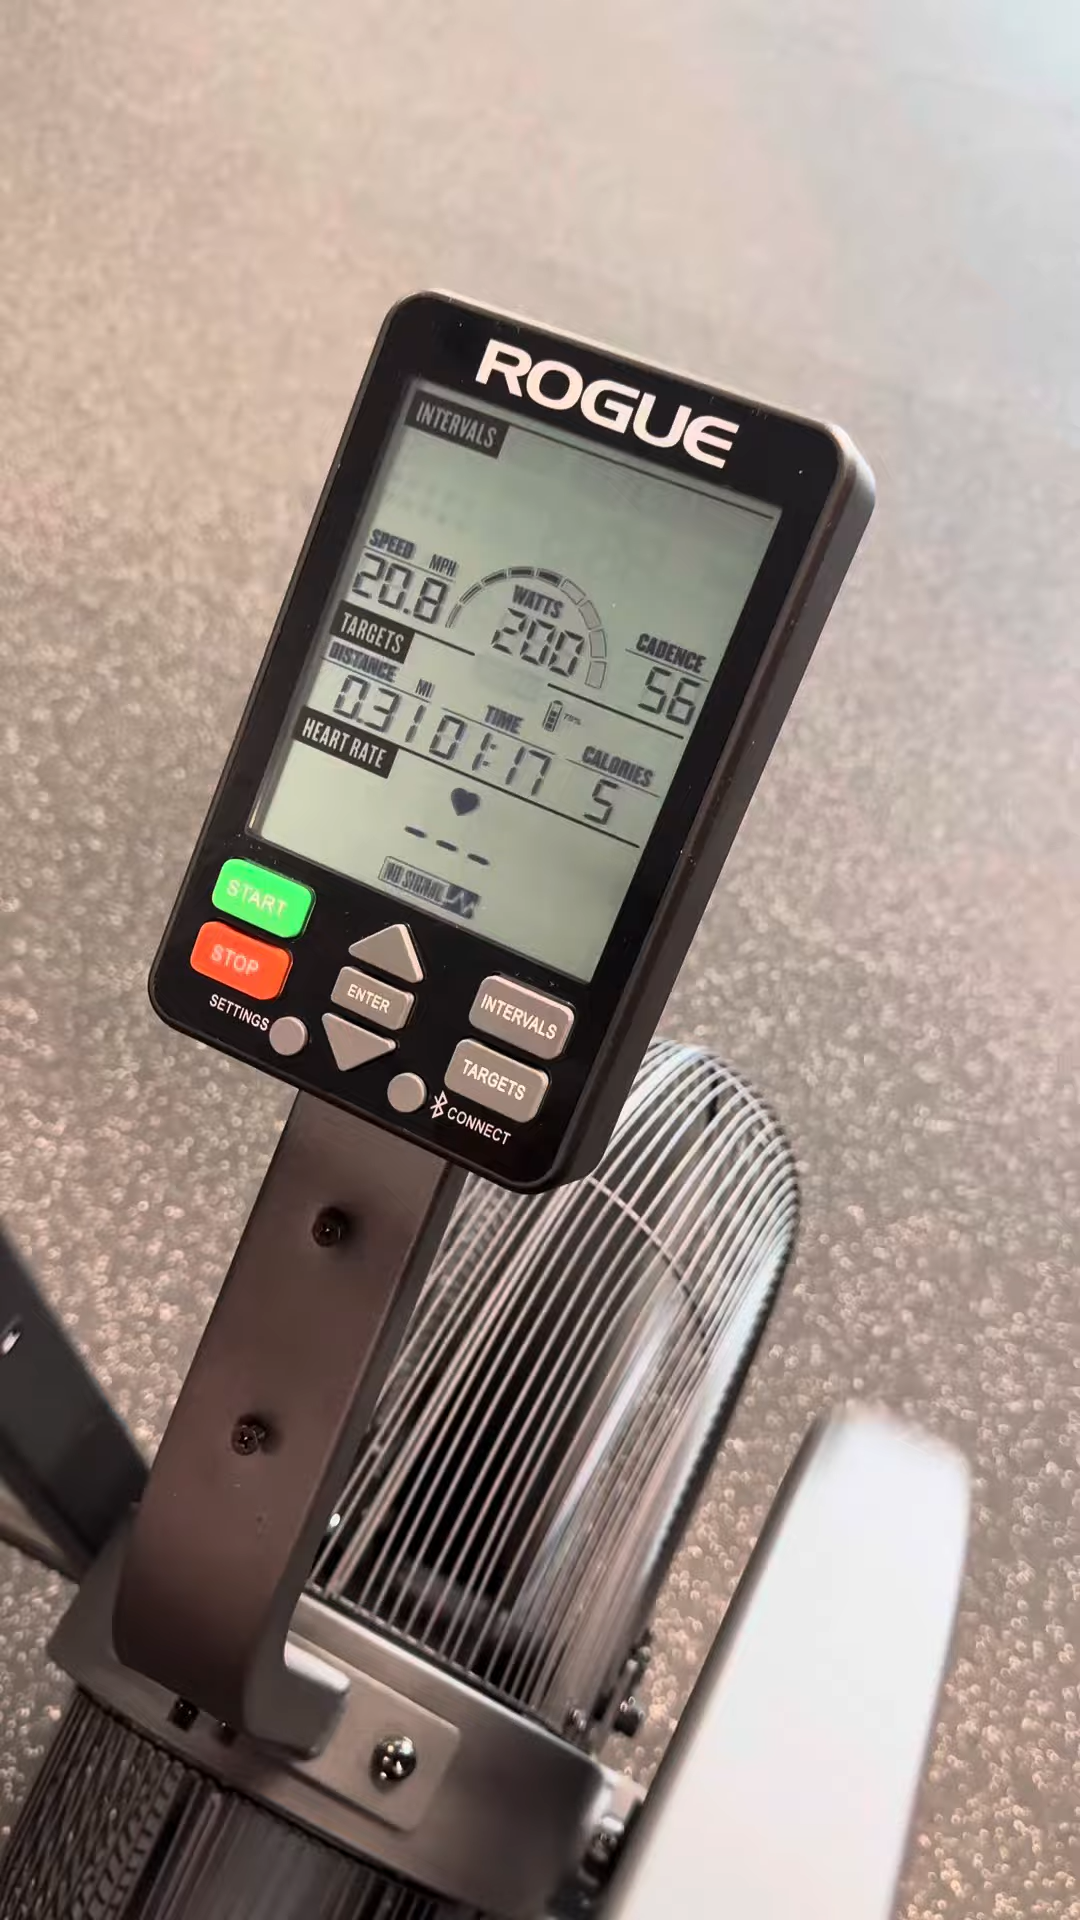 ROGUE
INTERVALS
SPEED MPH
20.8
WATTS
200
CADENCE
56
TARGETS
DISTANCE MI
0.31
TIME
01:17
CALORIES
5
HEART RATE
---
NO SIGNAL
START
STOP
SETTINGS
ENTER
INTERVALS
TARGETS
CONNECT